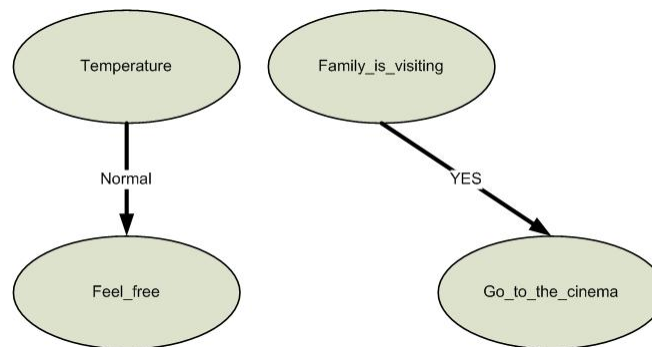 Temperature
Family_is_visiting
Normal
YES
Feel_free
Go_to_the_cinema